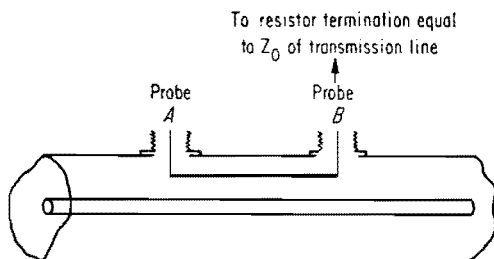 To resistor termination equal
to Z0 of transmission line
Probe
A
Probe
B